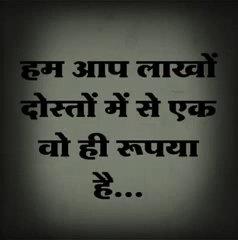 हम आप लाखों
दोस्तों में से एक
वो ही रूपया
है...